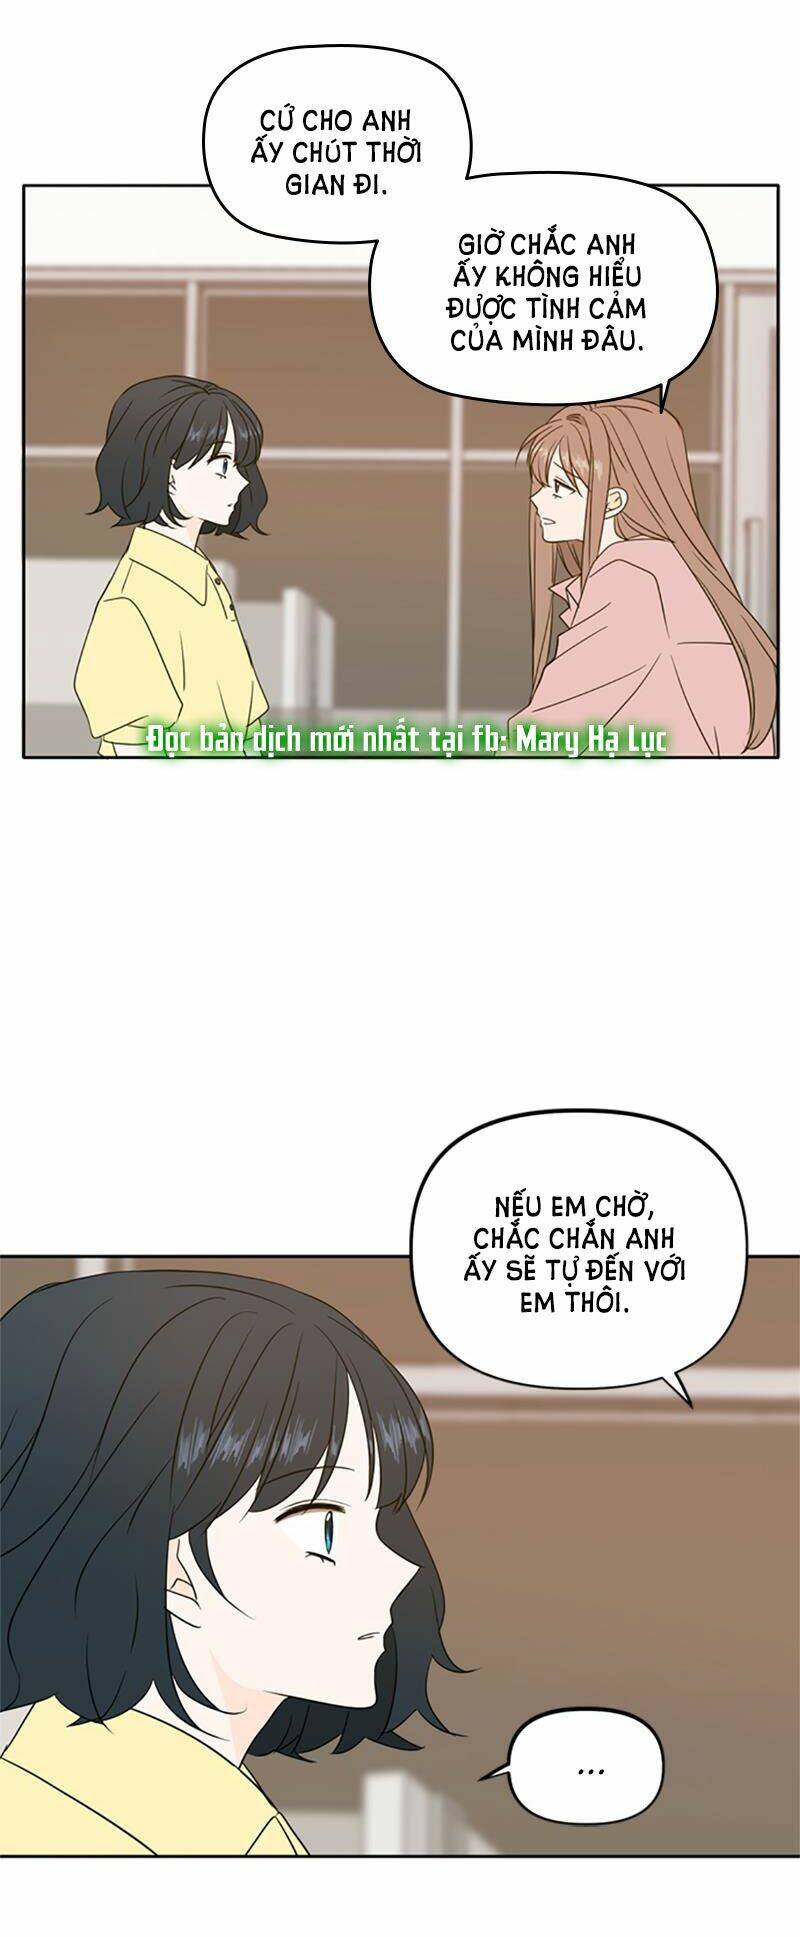 CỨ CHO ANH
ẤY CHÚT THỜI
GIAN ĐI.
GIỜ CHẮC ANH
ẤY KHÔNG HIỂU
ĐƯỢC TÌNH CẢM
CỦA MÌNH ĐÂU.
Đọc bản dịch mới nhất tại fb: Mary Hạ Lục
NẾU EM CHỜ,
CHẮC CHẮN ANH
ẤY SẼ TỰ ĐẾN VỚI
EM THÔI.
...